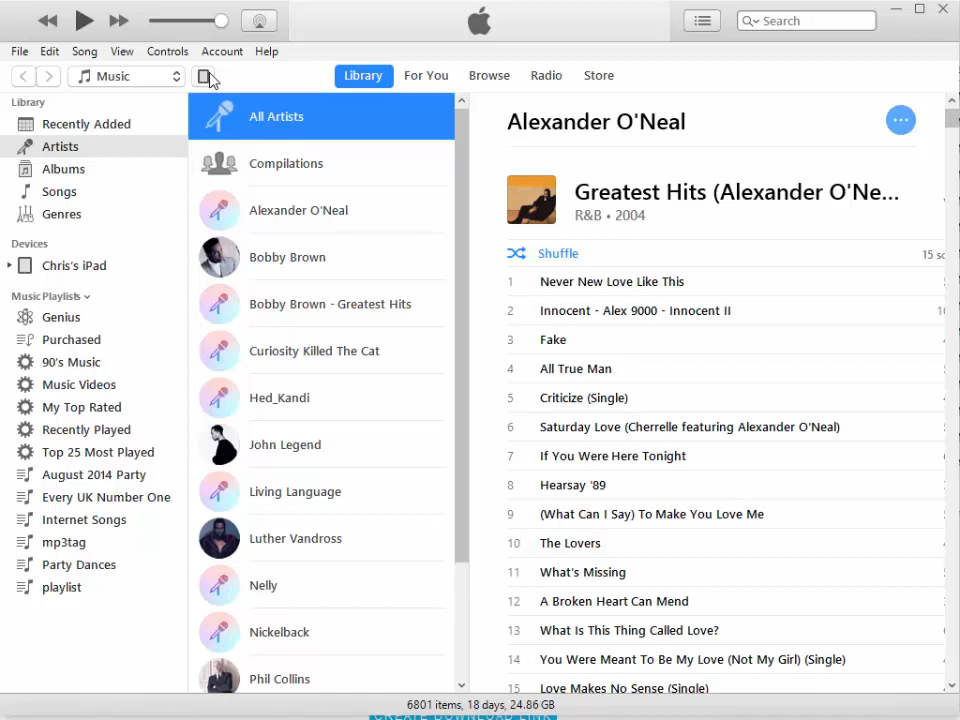 Search
File Edit Song View Controls Account Help
Music
Library For You Browse Radio Store
Library
Recently Added
Artists
Albums
Songs
Genres
Devices
Chris's iPad
Music Playlists
Genius
Purchased
90's Music
Music Videos
My Top Rated
Recently Played
Top 25 Most Played
August 2014 Party
Every UK Number One
Internet Songs
mp3tag
Party Dances
playlist
All Artists
Compilations
Alexander O'Neal
Bobby Brown
Bobby Brown - Greatest Hits
Curiosity Killed The Cat
Hed_Kandi
John Legend
Living Language
Luther Vandross
Nelly
Nickelback
Phil Collins
Alexander O'Neal
Greatest Hits (Alexander O'Ne...
R&B • 2004
Shuffle 15
1 Never New Love Like This
2 Innocent - Alex 9000 - Innocent II
3 Fake
4 All True Man
5 Criticize (Single)
6 Saturday Love (Cherrelle featuring Alexander O'Neal)
7 If You Were Here Tonight
8 Hearsay '89
9 (What Can I Say) To Make You Love Me
10 The Lovers
11 What's Missing
12 A Broken Heart Can Mend
13 What Is This Thing Called Love?
14 You Were Meant To Be My Love (Not My Girl) (Single)
15 Love Makes No Sense (Single)
6801 items, 18 days, 24.86 GB
CREATE DOWNLOAD LINK